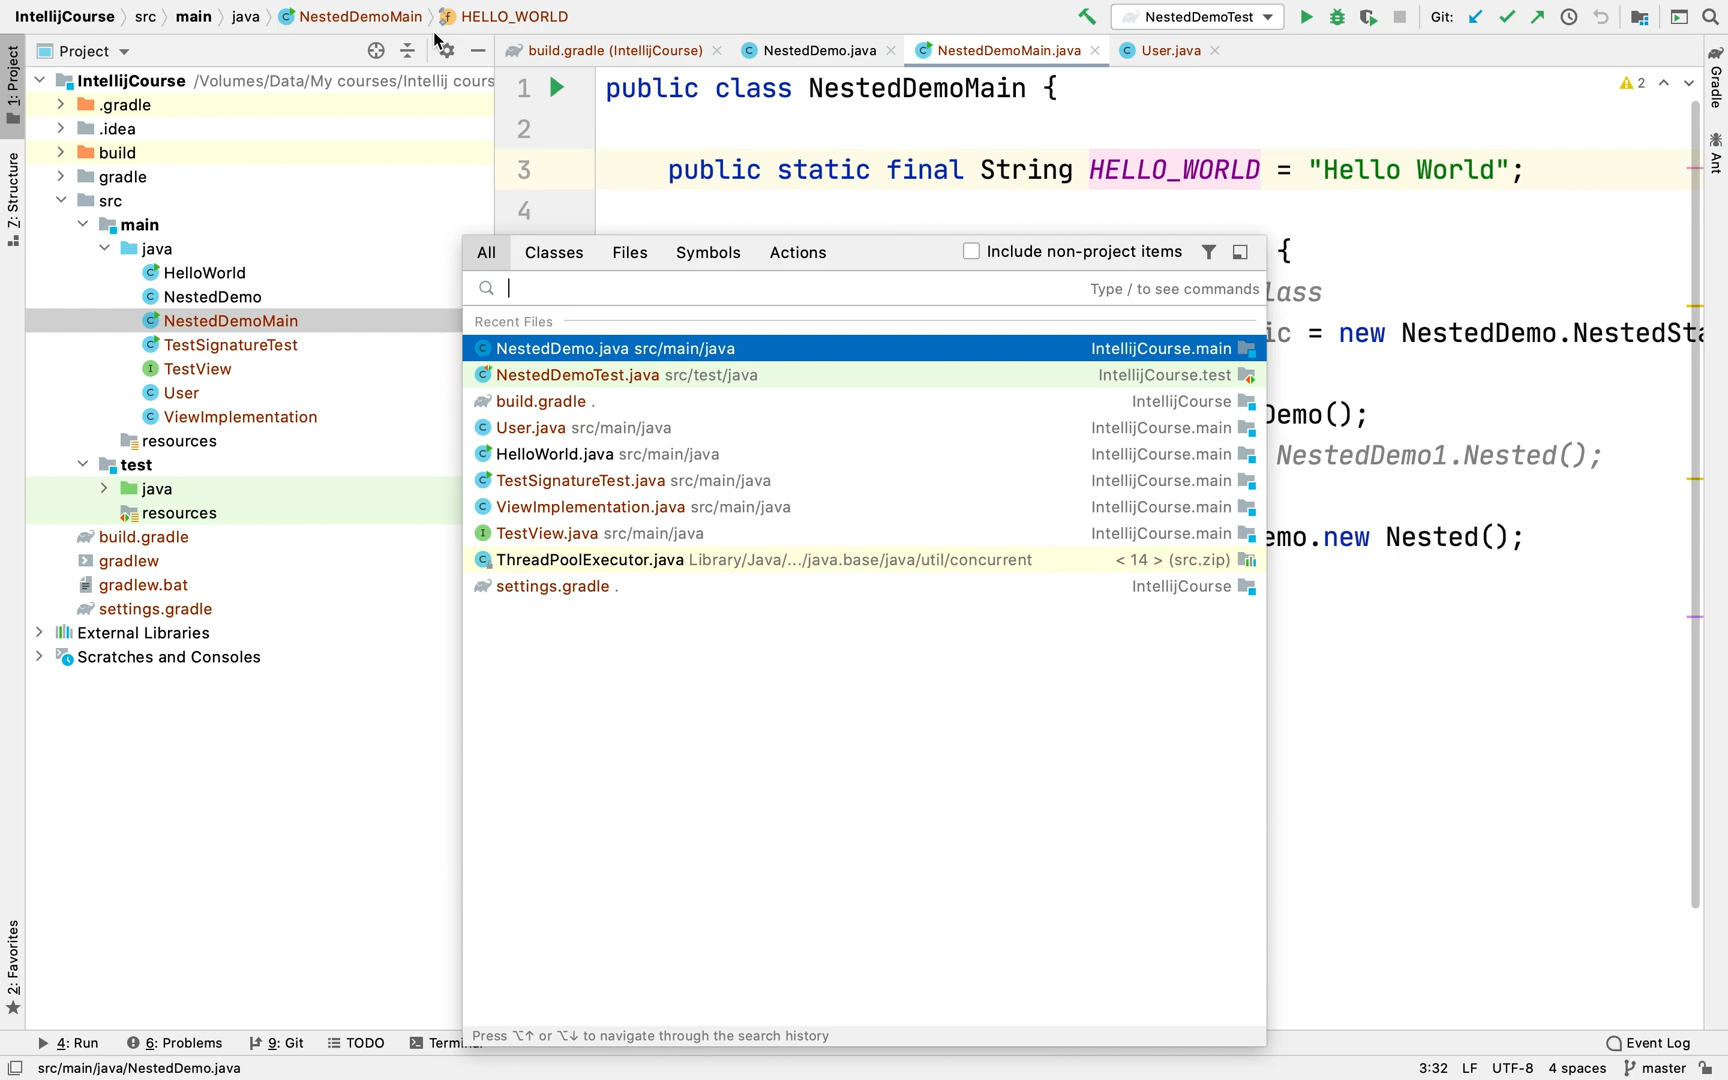 IntellijCourse src main java NestedDemoMain HELLO_WORLD NestedDemoTest Git:
Project
build.gradle (IntellijCourse) NestedDemo.java NestedDemoMain.java User.java
1: Project
Z: Structure
2: Favorites
Gradle
Ant
IntellijCourse /Volumes/Data/My courses/Intellij cours
.gradle
.idea
build
gradle
src
main
java
HelloWorld
NestedDemo
NestedDemoMain
TestSignatureTest
TestView
User
ViewImplementation
resources
test
java
resources
build.gradle
gradlew
gradlew.bat
settings.gradle
External Libraries
Scratches and Consoles
1 public class NestedDemoMain {
2
3 public static final String HELLO_WORLD = "Hello World";
4
2
{
lass
ic = new NestedDemo.NestedSta
Demo();
NestedDemo1.Nested();
emo.new Nested();
All Classes Files Symbols Actions Include non-project items
Type / to see commands
Recent Files
NestedDemo.java src/main/java IntellijCourse.main
NestedDemoTest.java src/test/java IntellijCourse.test
build.gradle . IntellijCourse
User.java src/main/java IntellijCourse.main
HelloWorld.java src/main/java IntellijCourse.main
TestSignatureTest.java src/main/java IntellijCourse.main
ViewImplementation.java src/main/java IntellijCourse.main
TestView.java src/main/java IntellijCourse.main
ThreadPoolExecutor.java Library/Java/.../java.base/java/util/concurrent < 14 > (src.zip)
settings.gradle . IntellijCourse
Press ⌥↑ or ⌥↓ to navigate through the search history
4: Run 6: Problems 9: Git TODO Termin Event Log
src/main/java/NestedDemo.java 3:32 LF UTF-8 4 spaces master